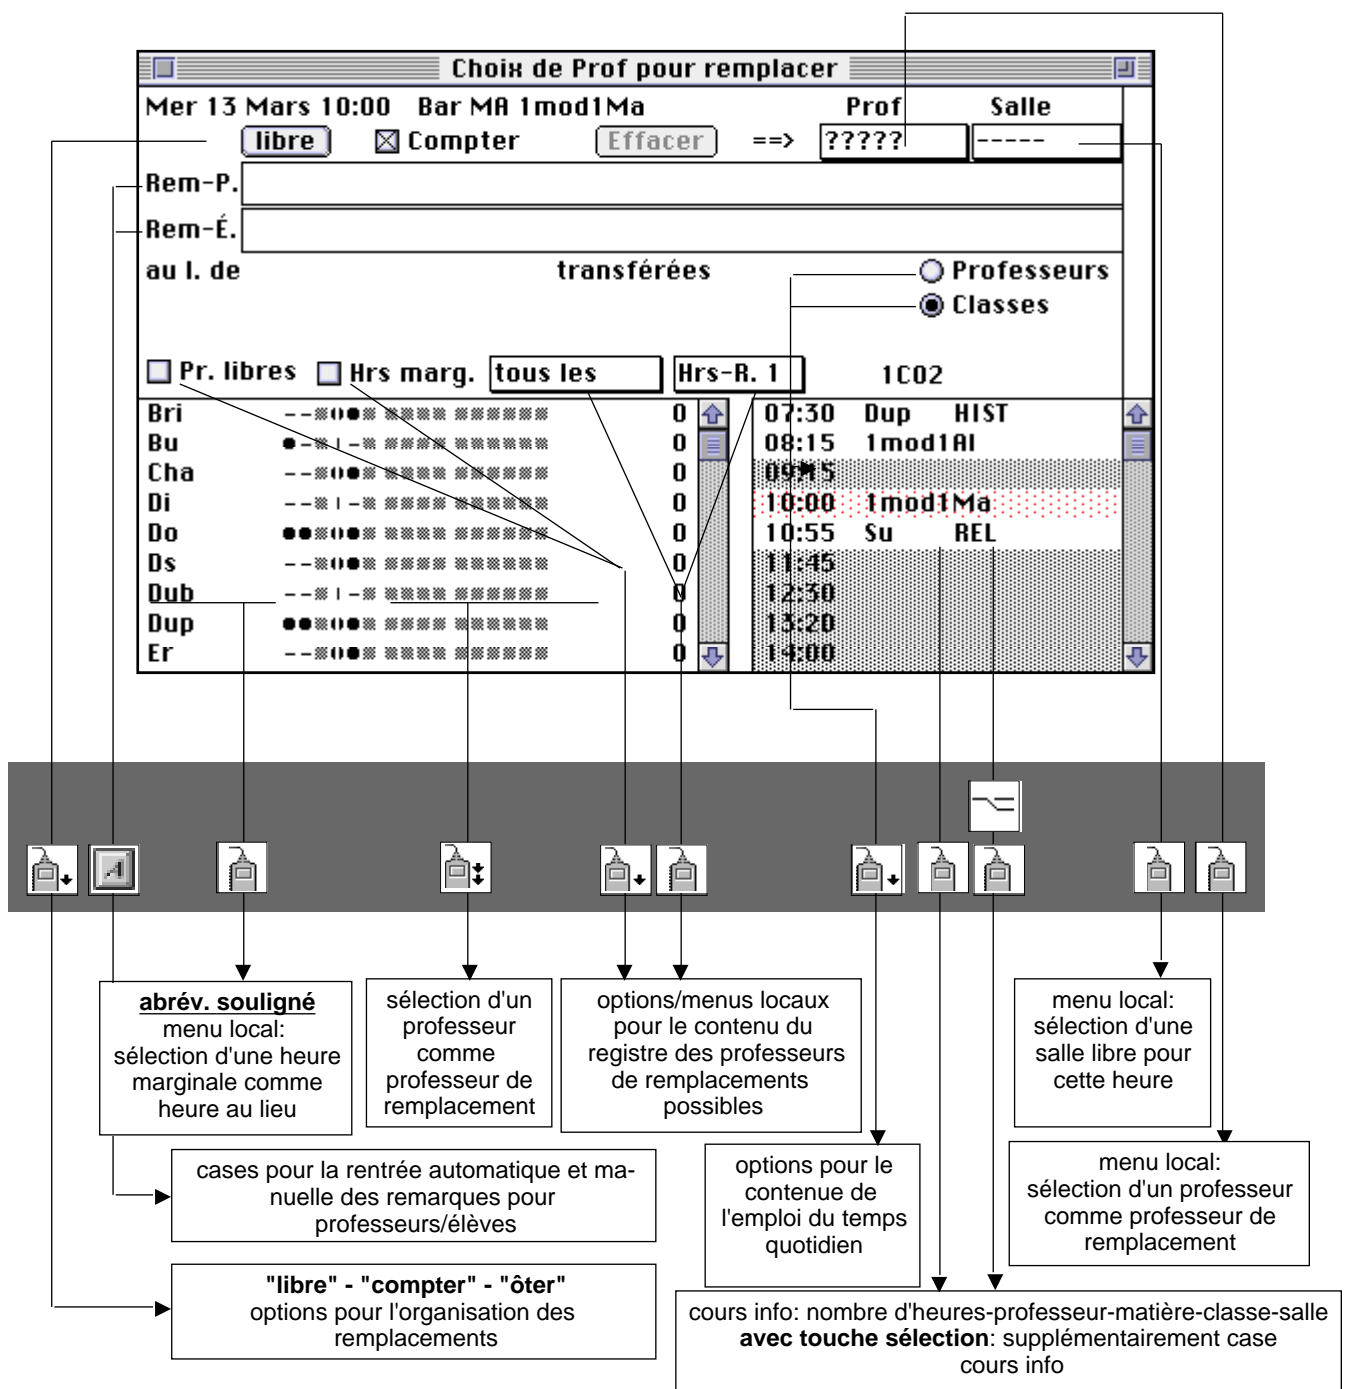 Choix de Prof pour remplacer
Mer 13 Mars 10:00 Bar MA 1mod1Ma Prof Salle
libre Compter Effacer ==> ????? -----
Rem-P.
Rem-É.
au l. de transférées Professeurs
Classes
Pr. libres Hrs marg. tous les Hrs-R. 1 1C02
Bri 0 07:30 Dup HIST
Bu 0 08:15 1mod1Al
Cha 0 09:15
Di 0 10:00 1mod1Ma
Do 0 10:55 Su REL
Ds 0 11:45
Dub 0 12:30
Dup 0 13:20
Er 0 14:00
A
abrév. souligné
menu local:
sélection d'une heure
marginale comme
heure au lieu
sélection d'un
professeur
comme
professeur de
remplacement
options/menus locaux
pour le contenu du
registre des professeurs
de remplacements
possibles
menu local:
sélection d'une
salle libre pour
cette heure
cases pour la rentrée automatique et ma-
nuelle des remarques pour
professeurs/élèves
options pour le
contenue de
l'emploi du temps
quotidien
menu local:
sélection d'un professeur
comme professeur de
remplacement
"libre" - "compter" - "ôter"
options pour l'organisation des
remplacements
cours info: nombre d'heures-professeur-matière-classe-salle
avec touche sélection: supplémentairement case
cours info